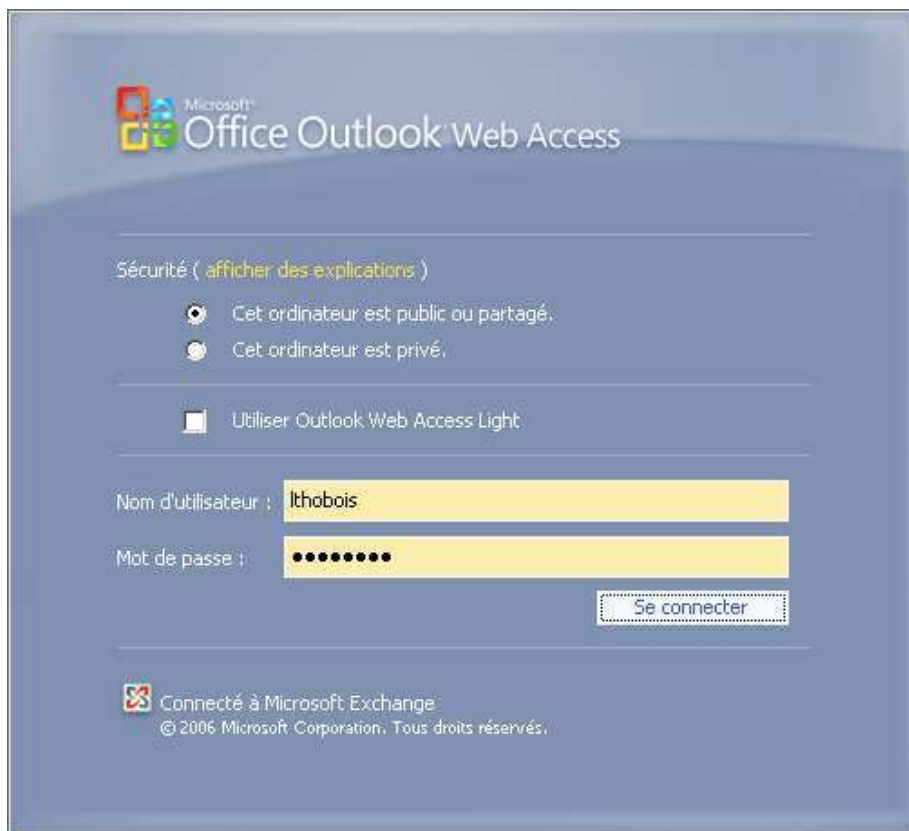 Microsoft®
Office Outlook Web Access
Sécurité ( afficher des explications )
Cet ordinateur est public ou partagé.
Cet ordinateur est privé.
Utiliser Outlook Web Access Light
Nom d'utilisateur : lthobois
Mot de passe : ••••••••
Se connecter
Connecté à Microsoft Exchange
© 2006 Microsoft Corporation. Tous droits réservés.